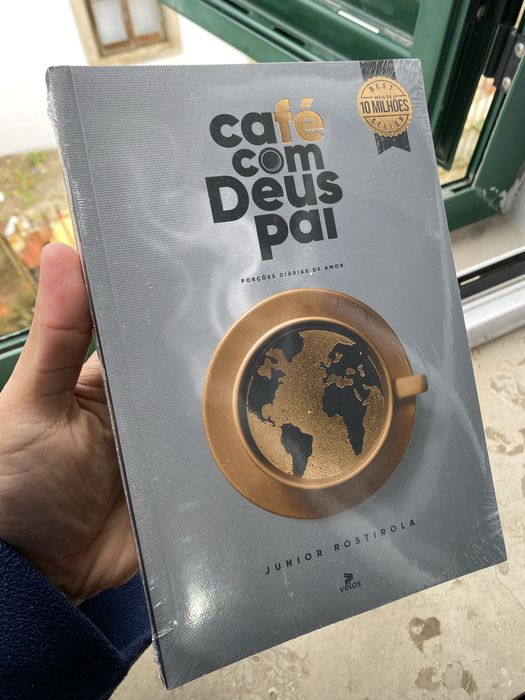 BEST
MAIS DE
10 MILHÕES
SELLER
café
com
Deus
pai
PORÇÕES DIÁRIAS DE AMOR
JUNIOR ROSTIROLA
vélos